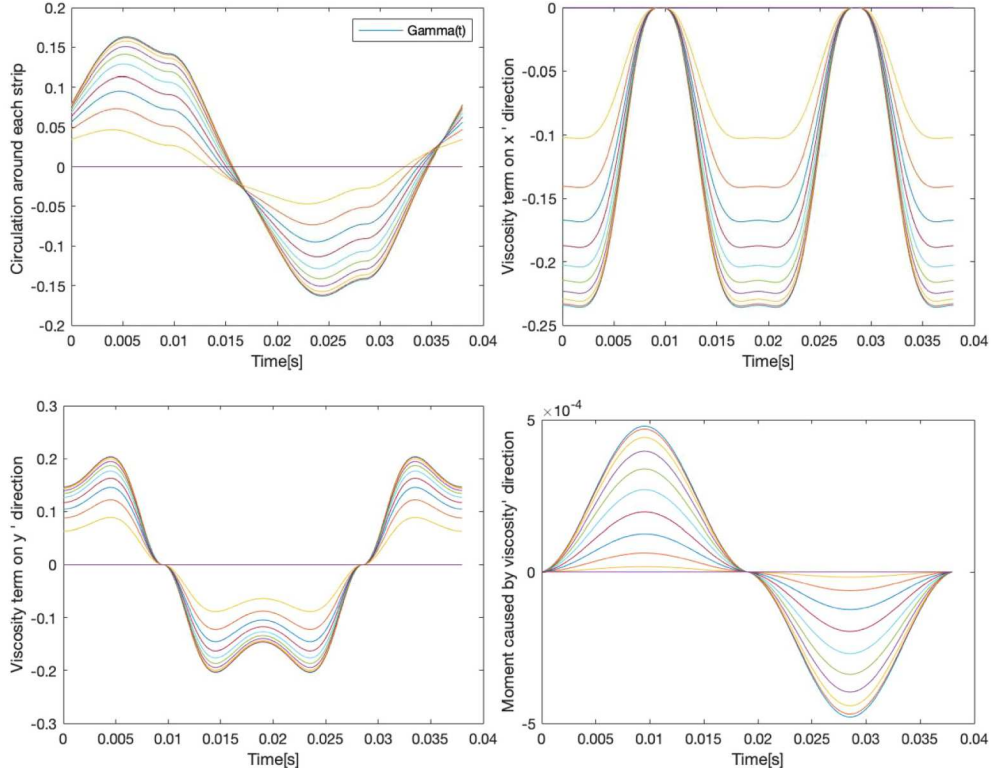 0.2
0.15
0.1
0.05
0
-0.05
-0.1
-0.15
-0.2
Circulation around each strip
Gamma(t)
0 0.005 0.01 0.015 0.02 0.025 0.03 0.035 0.04
Time[s]
0
-0.05
-0.1
-0.15
-0.2
-0.25
Viscosity term on x ' direction
0 0.005 0.01 0.015 0.02 0.025 0.03 0.035 0.04
Time[s]
0.3
0.2
0.1
0
-0.1
-0.2
-0.3
Viscosity term on y ' direction
0 0.005 0.01 0.015 0.02 0.025 0.03 0.035 0.04
Time[s]
×10-4
5
0
-5
Moment caused by viscosity' direction
0 0.005 0.01 0.015 0.02 0.025 0.03 0.035 0.04
Time[s]